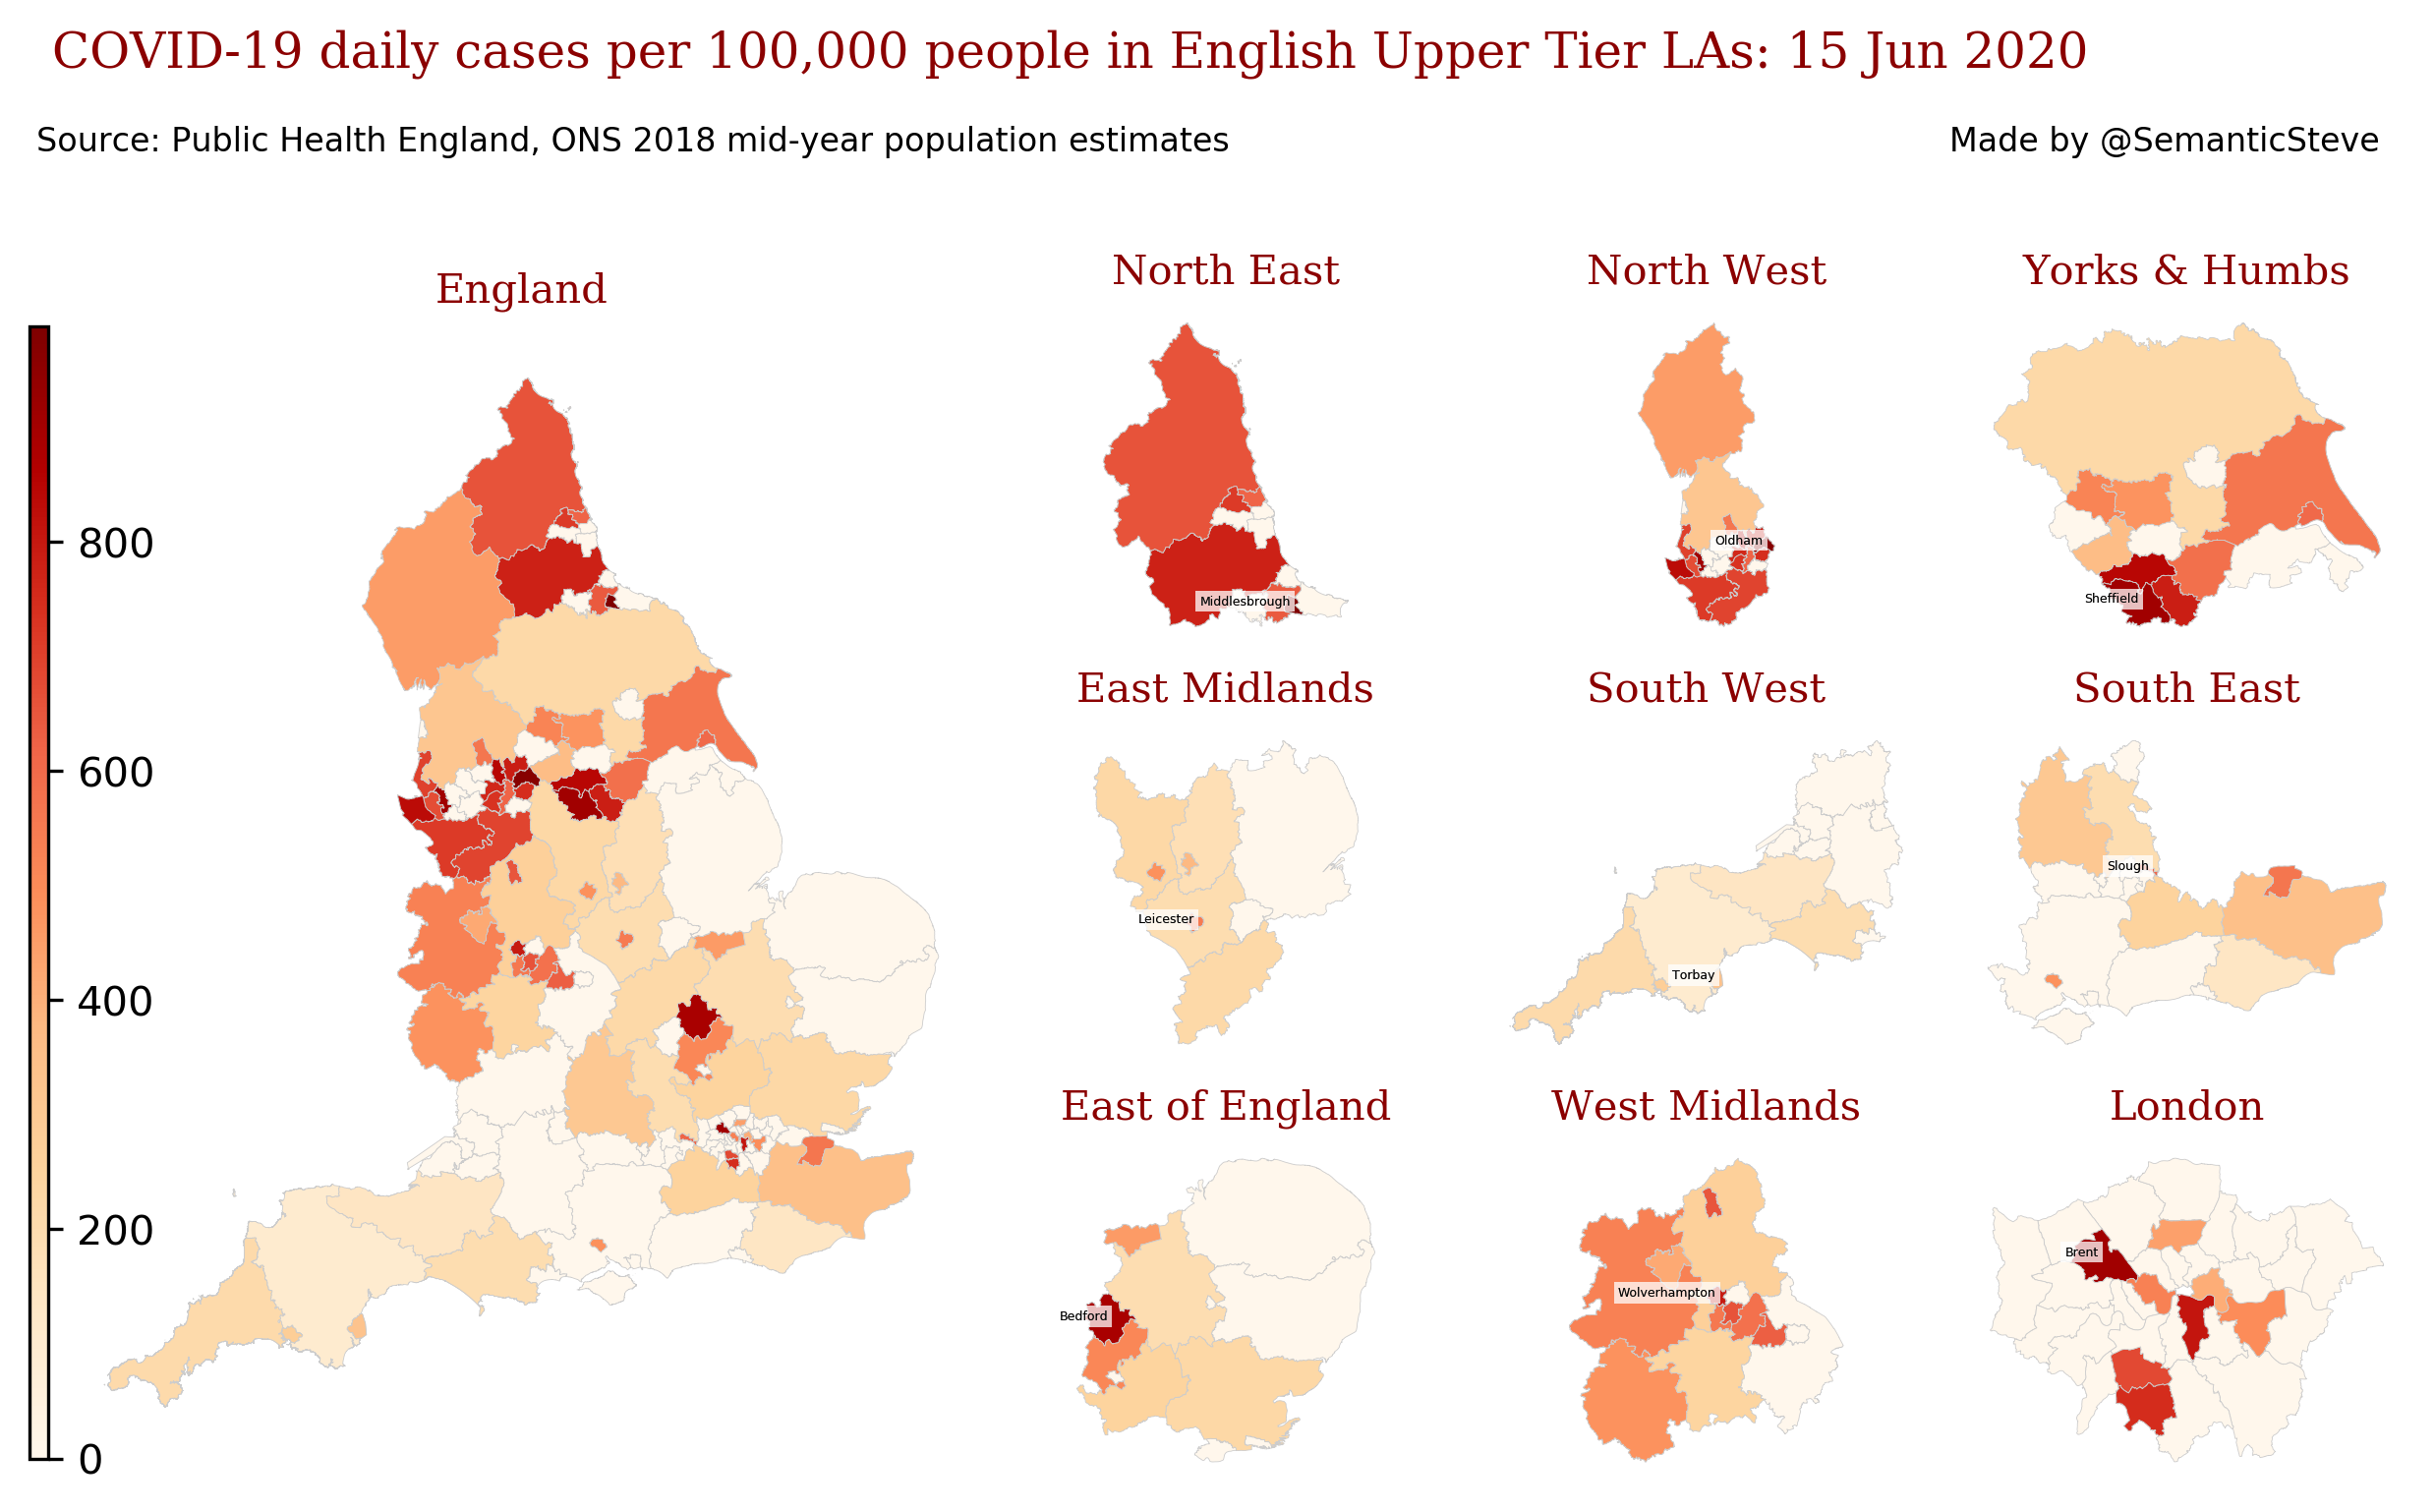 COVID-19 daily cases per 100,000 people in English Upper Tier LAs: 15 Jun 2020
Source: Public Health England, ONS 2018 mid-year population estimates
Made by @SemanticSteve
England
800
600
400
200
0
North East
Middlesbrough
North West
Oldham
Yorks & Humbs
Sheffield
East Midlands
Leicester
South West
Torbay
South East
Slough
East of England
Bedford
West Midlands
Wolverhampton
London
Brent